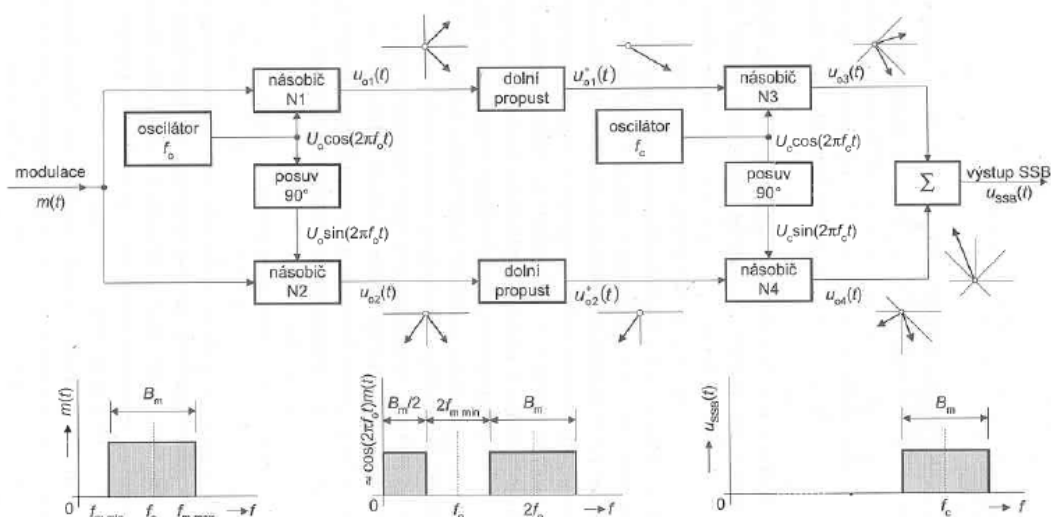 násobič
N1
u_o1(t)
dolní
propust
u*_o1(t)
násobič
N3
u_o3(t)
oscilátor
f_o
U_o cos(2πf_o t)
oscilátor
f_c
U_c cos(2πf_c t)
modulace
m(t)
posuv
90°
posuv
90°
Σ
výstup SSB
u_SSB(t)
U_o sin(2πf_o t)
U_c sin(2πf_c t)
násobič
N2
u_o2(t)
dolní
propust
u*_o2(t)
násobič
N4
u_o4(t)
m(t)
B_m
0
f_m min
f_o
f_m max
f
≈ cos(2πf_o t)m(t)
B_m/2
2f_m min
B_m
0
f_o
2f_o
f
u_SSB(t)
B_m
0
f_c
f